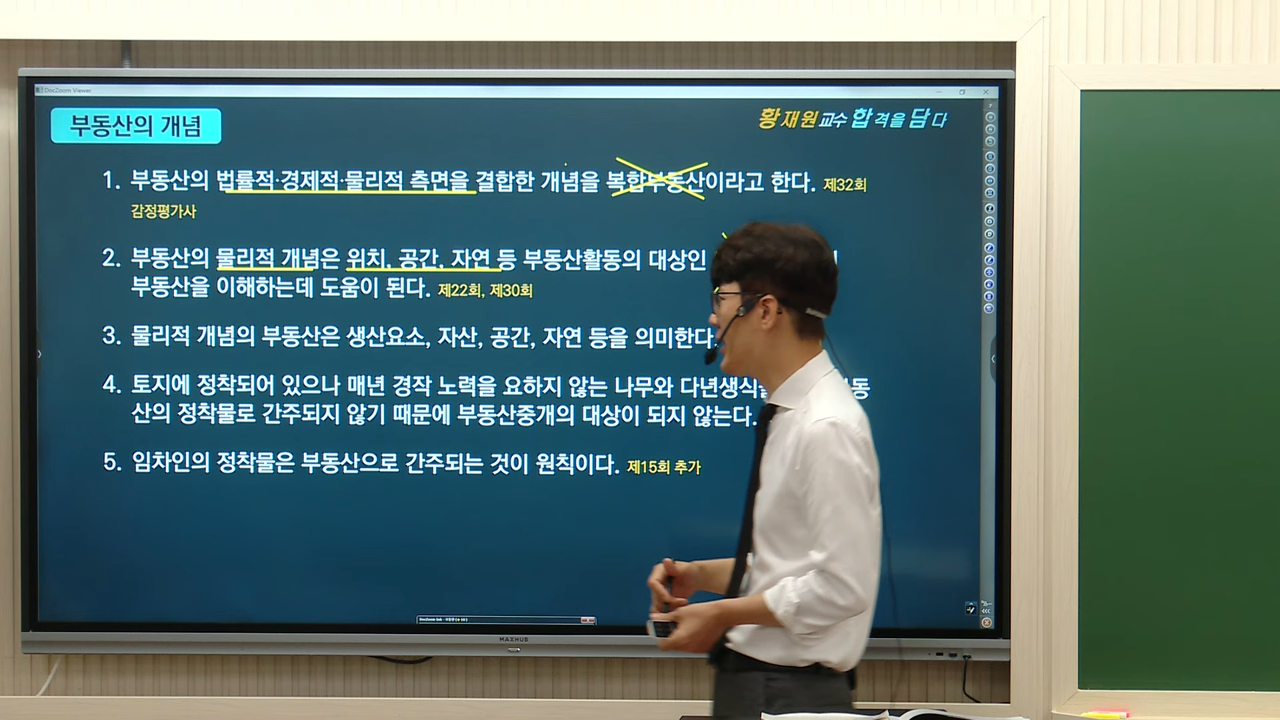 DocZoom Viewer
부동산의 개념
황재원교수 합격을 담다
1. 부동산의 법률적·경제적·물리적 측면을 결합한 개념을 복합부동산이라고 한다. 제32회
감정평가사
2. 부동산의 물리적 개념은 위치, 공간, 자연 등 부동산활동의 대상인
부동산을 이해하는데 도움이 된다. 제22회, 제30회
3. 물리적 개념의 부동산은 생산요소, 자산, 공간, 자연 등을 의미한다.
4. 토지에 정착되어 있으나 매년 경작 노력을 요하지 않는 나무와 다년생식 동
산의 정착물로 간주되지 않기 때문에 부동산중개의 대상이 되지 않는다.
5. 임차인의 정착물은 부동산으로 간주되는 것이 원칙이다. 제15회 추가
MAXHUB